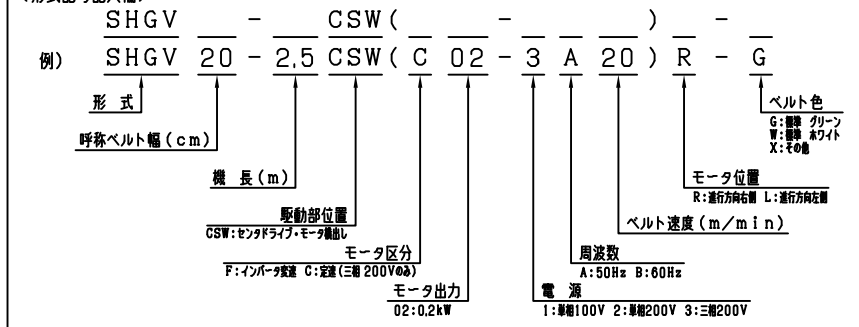 SHGV - CSW( - ) -
例) SHGV 20 - 2,5 CSW( C 02 - 3 A 20 ) R - G
形 式
呼称ベルト幅(cm)
機 長(m)
駆動部位置
CSW:センタドライブ・モータ横出し
モータ区分
F:インバータ変速 C:定速(三相 200Vのみ)
モータ出力
02:0,2kW
電 源
1:単相100V 2:単相200V 3:三相200V
周波数
A:50Hz B:60Hz
ベルト速度(m/min)
モータ位置
R:進行方向右側 L:進行方向左側
ベルト色
G:標準 グリーン
W:標準 ホワイト
X:その他